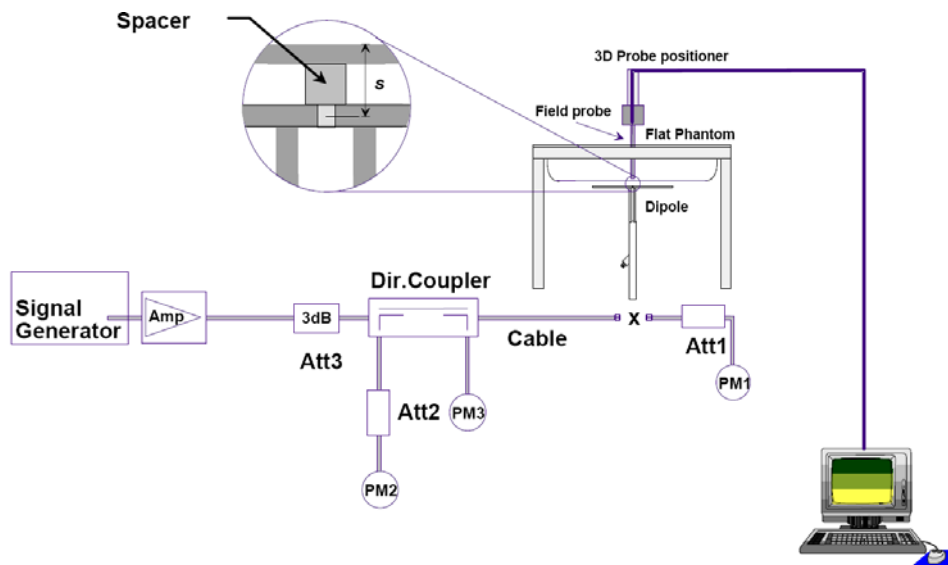 Spacer
s
3D Probe positioner
Field probe
Flat Phantom
Dipole
Signal
Generator
Amp
3dB
Att3
Dir.Coupler
Att2
PM2
PM3
Cable
x
Att1
PM1